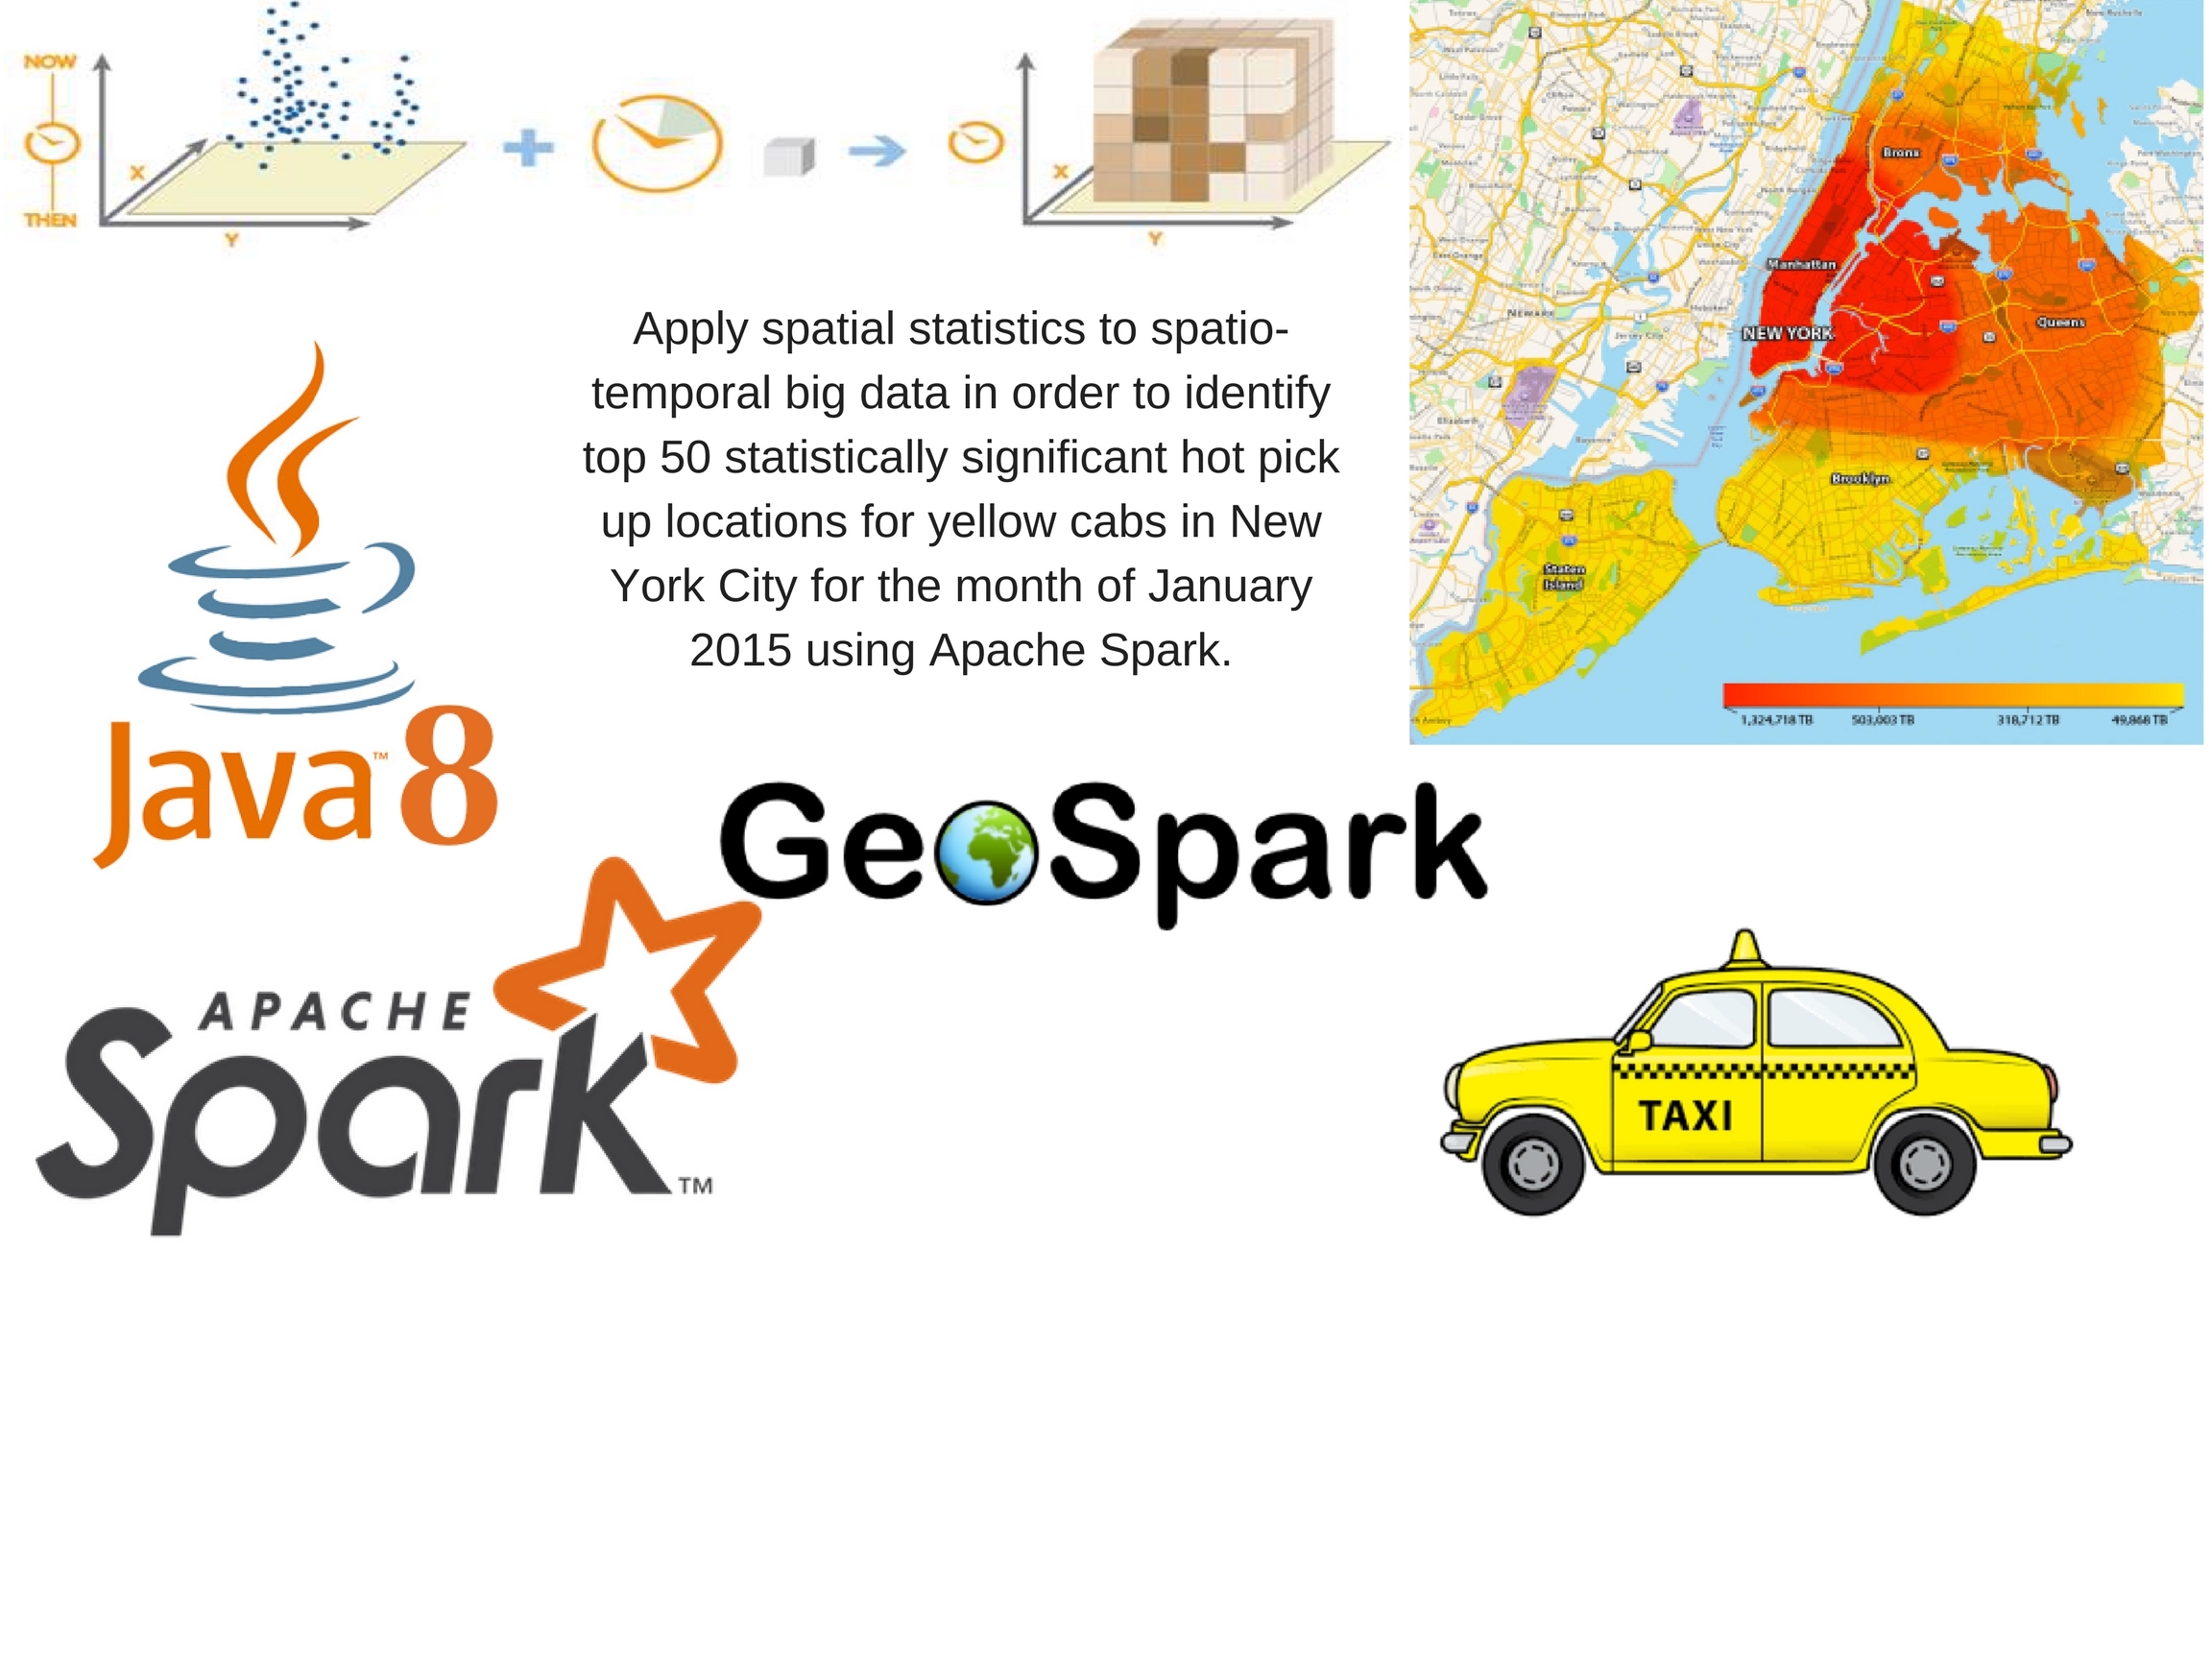 NOW
THEN
X
Y
X
Y
Apply spatial statistics to spatio-
temporal big data in order to identify
top 50 statistically significant hot pick
up locations for yellow cabs in New
York City for the month of January
2015 using Apache Spark.
Bronx
Manhattan
NEW YORK
Queens
NEWARK
Brooklyn
Staten
Island
1,324,718 TB 503,003 TB 318,712 TB 49,868 TB
Java™ 8
GeoSpark
APACHE
Spark™
TAXI